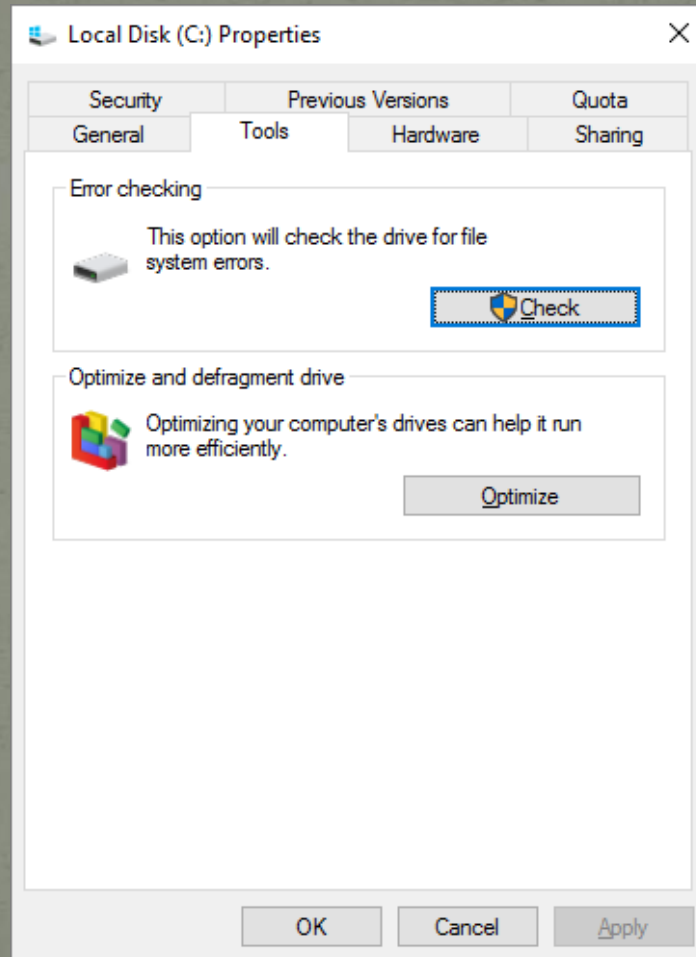 Local Disk (C:) Properties
Security Previous Versions Quota
General Tools Hardware Sharing
Error checking
This option will check the drive for file
system errors.
Check
Optimize and defragment drive
Optimizing your computer's drives can help it run
more efficiently.
Optimize
OK Cancel Apply